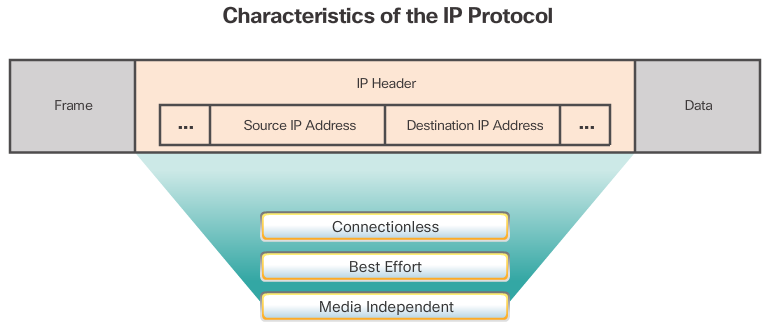 Characteristics of the IP Protocol
IP Header
Frame
... Source IP Address Destination IP Address ...
Data
Connectionless
Best Effort
Media Independent